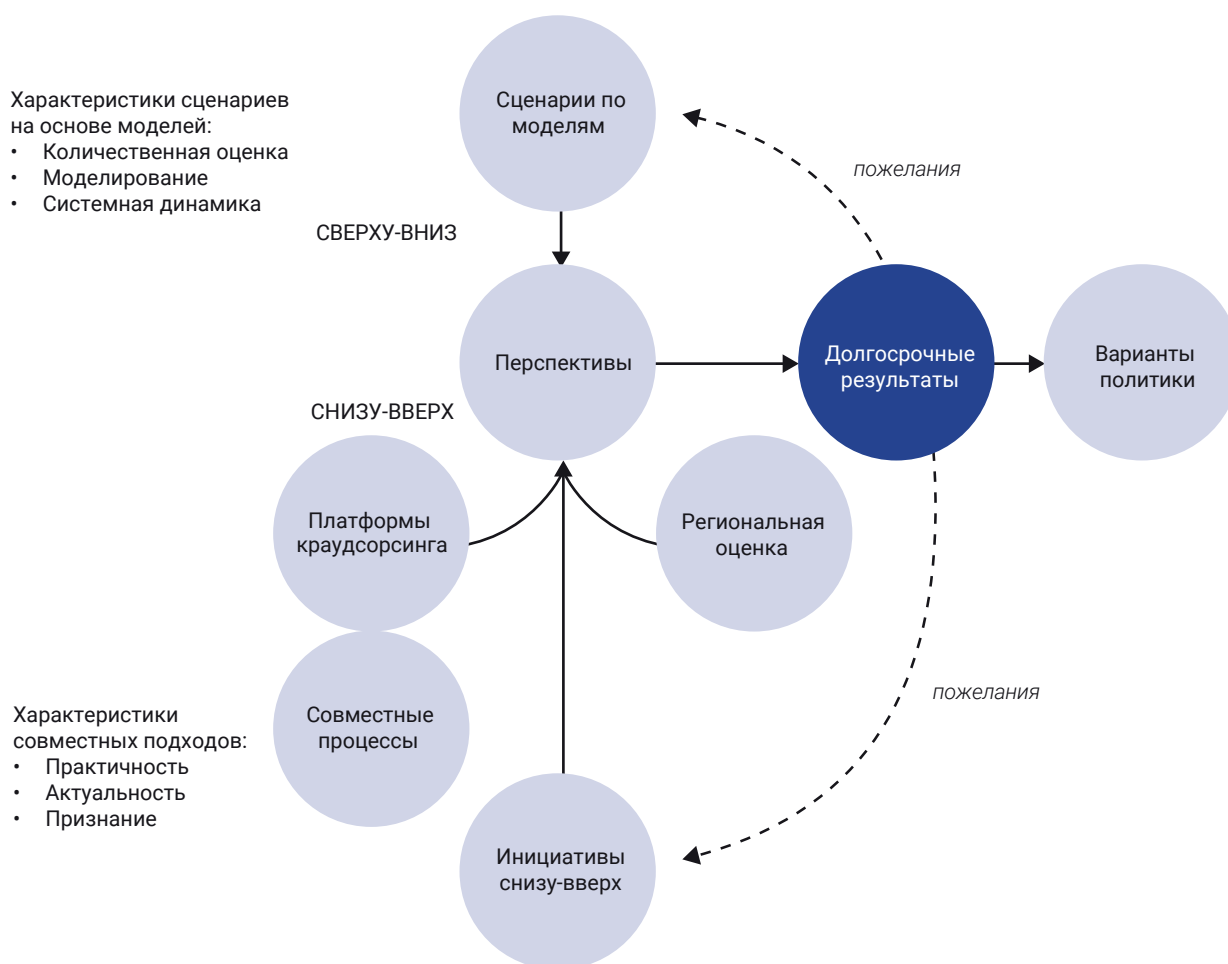 Сценарии по
моделям
Характеристики сценариев
на основе моделей:
• Количественная оценка
• Моделирование
• Системная динамика
пожелания
СВЕРХУ-ВНИЗ
Перспективы
Долгосрочные
результаты
Варианты
политики
СНИЗУ-ВВЕРХ
Платформы
краудсорсинга
Региональная
оценка
пожелания
Характеристики
совместных подходов:
• Практичность
• Актуальность
• Признание
Совместные
процессы
Инициативы
снизу-вверх